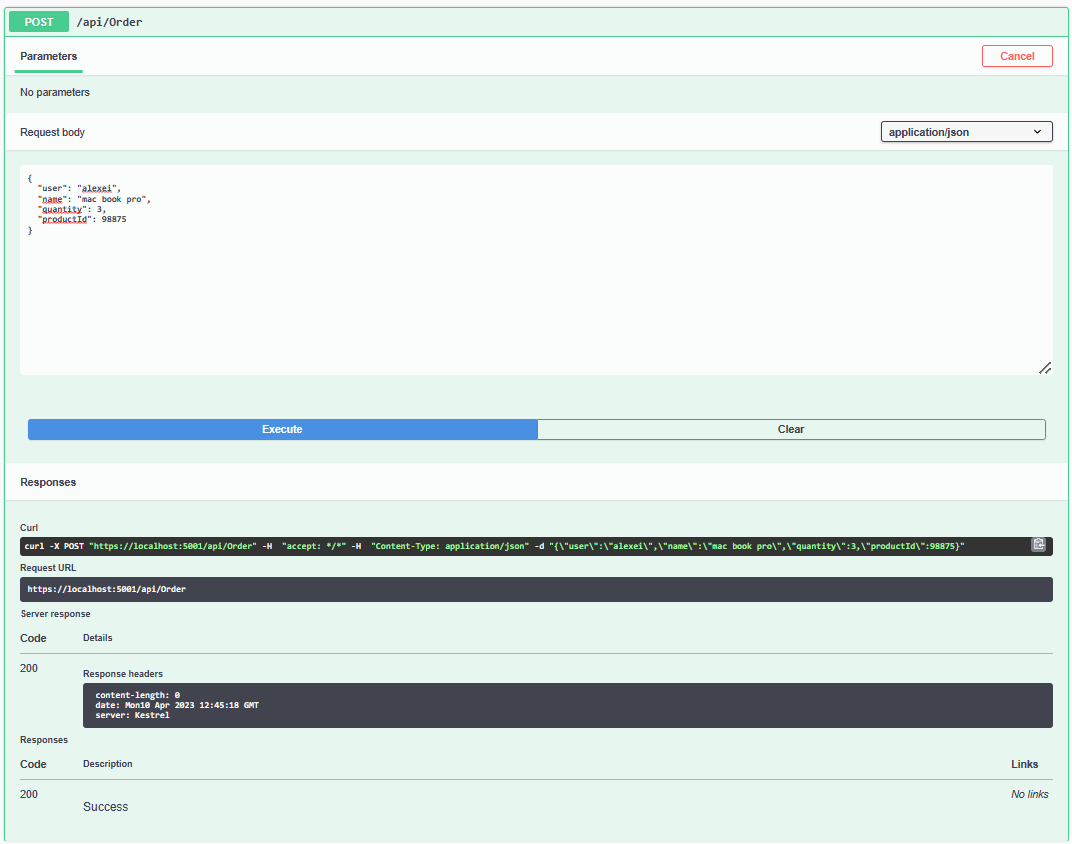 POST /api/Order
Parameters Cancel
No parameters
Request body application/json
{
"user": "alexei",
"name": "mac book pro",
"quantity": 3,
"productId": 98875
}
Execute Clear
Responses
Curl
curl -X POST "https://localhost:5001/api/Order" -H "accept: */*" -H "Content-Type: application/json" -d "{\"user\":\"alexei\",\"name\":\"mac book pro\",\"quantity\":3,\"productId\":98875}"
Request URL
https://localhost:5001/api/Order
Server response
Code Details
200
Response headers
content-length: 0
date: Mon10 Apr 2023 12:45:18 GMT
server: Kestrel
Responses
Code Description Links
200 No links
Success